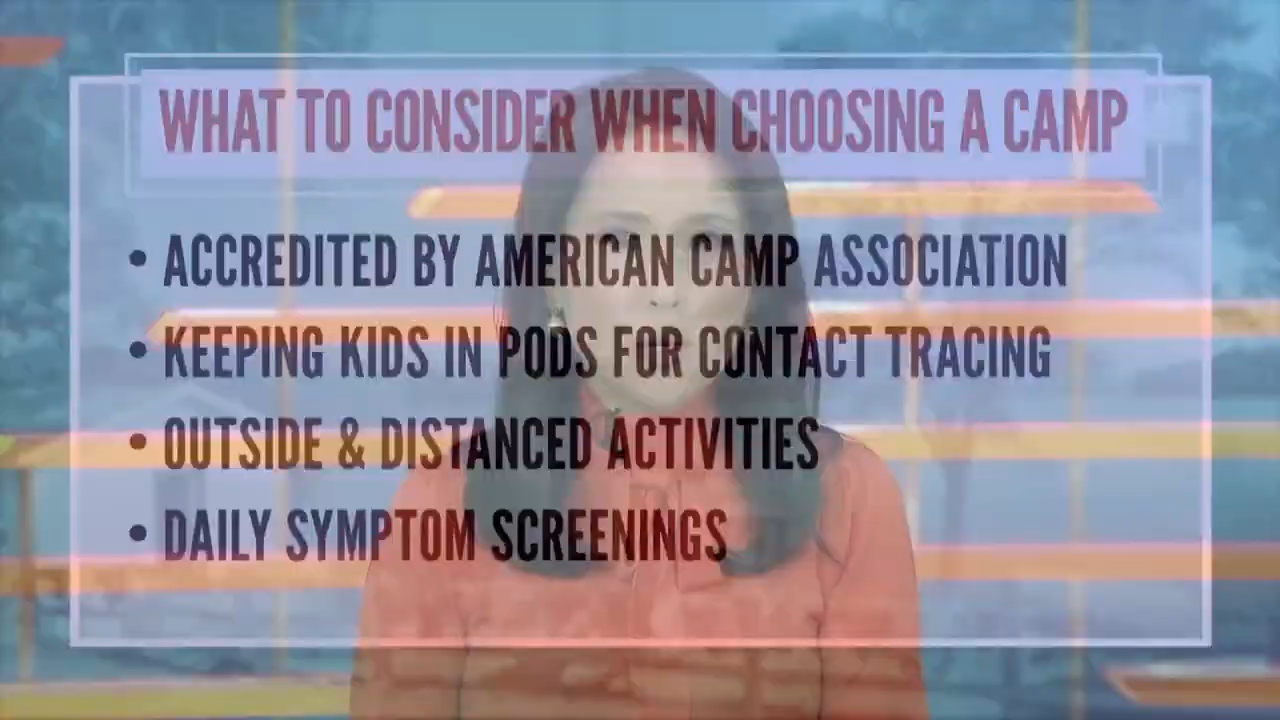 WHAT TO CONSIDER WHEN CHOOSING A CAMP
• ACCREDITED BY AMERICAN CAMP ASSOCIATION
• KEEPING KIDS IN PODS FOR CONTACT TRACING
• OUTSIDE & DISTANCED ACTIVITIES
• DAILY SYMPTOM SCREENINGS